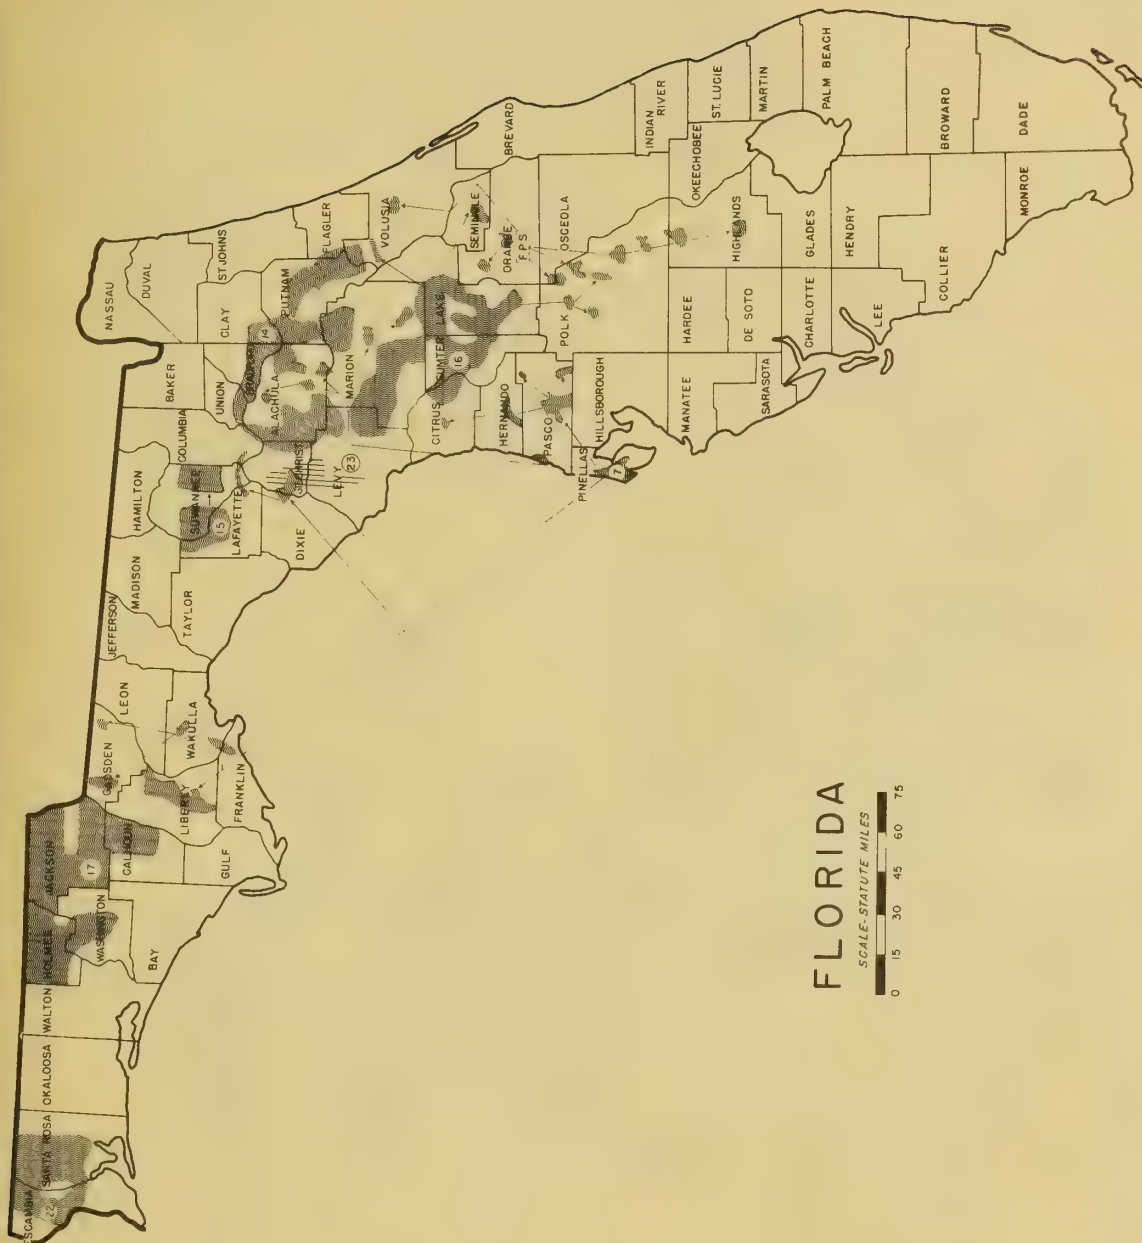 ESCAMBIA
SANTA ROSA
OKALOOSA
WALTON
HOLMES
WASHINGTON
BAY
JACKSON
CALHOUN
GULF
GADSDEN
LIBERTY
FRANKLIN
LEON
WAKULLA
JEFFERSON
MADISON
TAYLOR
HAMILTON
SUWANNEE
LAFAYETTE
DIXIE
COLUMBIA
GILCHRIST
LEVY
BAKER
UNION
ALACHUA
MARION
NASSAU
DUVAL
CLAY
ST. JOHNS
PUTNAM
FLAGLER
VOLUSIA
CITRUS
SUMTER
LAKE
HERNANDO
PASCO
PINELLAS
HILLSBOROUGH
SEMINOLE
ORANGE
F.P.S.
BREVARD
OSCEOLA
POLK
INDIAN
RIVER
MANATEE
HARDEE
HIGHLANDS
OKEECHOBEE
ST. LUCIE
SARASOTA
DE SOTO
MARTIN
CHARLOTTE
GLADES
PALM BEACH
LEE
HENDRY
COLLIER
BROWARD
MONROE
DADE
22
17
15
14
23
16
7
FLORIDA
SCALE-STATUTE MILES
0 15 30 45 60 75